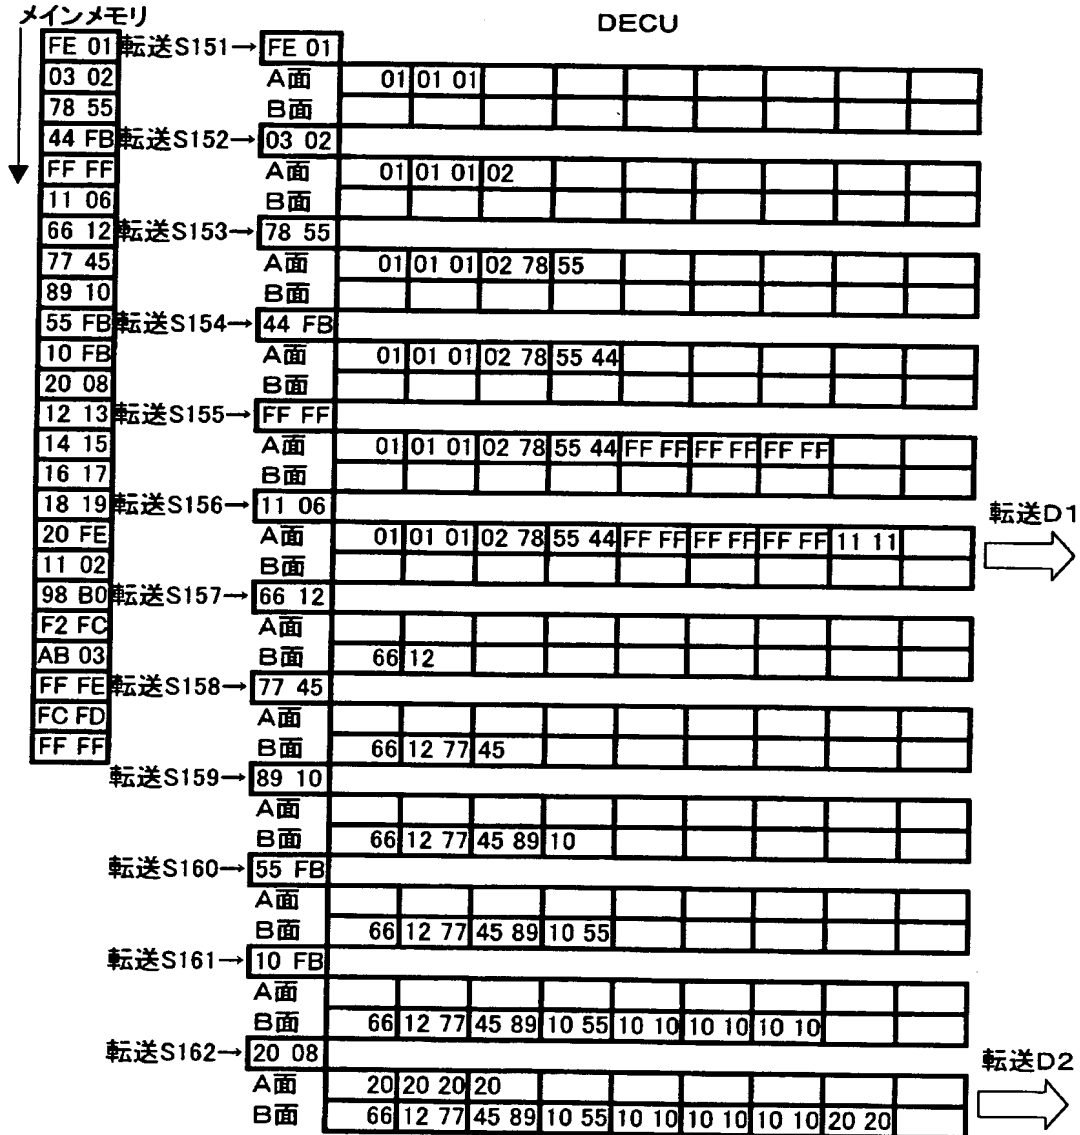 メインメモリ
DECU
FE 01 転送S151→ FE 01
03 02 A面 01 01 01
78 55 B面
44 FB 転送S152→ 03 02
FF FF A面 01 01 01 02
11 06 B面
66 12 転送S153→ 78 55
77 45 A面 01 01 01 02 78 55
89 10 B面
55 FB 転送S154→ 44 FB
10 FB A面 01 01 01 02 78 55 44
20 08 B面
12 13 転送S155→ FF FF
14 15 A面 01 01 01 02 78 55 44 FF FF FF FF FF FF
16 17 B面
18 19 転送S156→ 11 06
転送D1
20 FE A面 01 01 01 02 78 55 44 FF FF FF FF FF FF 11 11
11 02 B面
98 B0 転送S157→ 66 12
F2 FC A面
AB 03 B面 66 12
FF FE 転送S158→ 77 45
FC FD A面
FF FF B面 66 12 77 45
転送S159→ 89 10
A面
B面 66 12 77 45 89 10
転送S160→ 55 FB
A面
B面 66 12 77 45 89 10 55
転送S161→ 10 FB
A面
B面 66 12 77 45 89 10 55 10 10 10 10 10 10
転送S162→ 20 08
転送D2
A面 20 20 20 20
B面 66 12 77 45 89 10 55 10 10 10 10 10 10 20 20